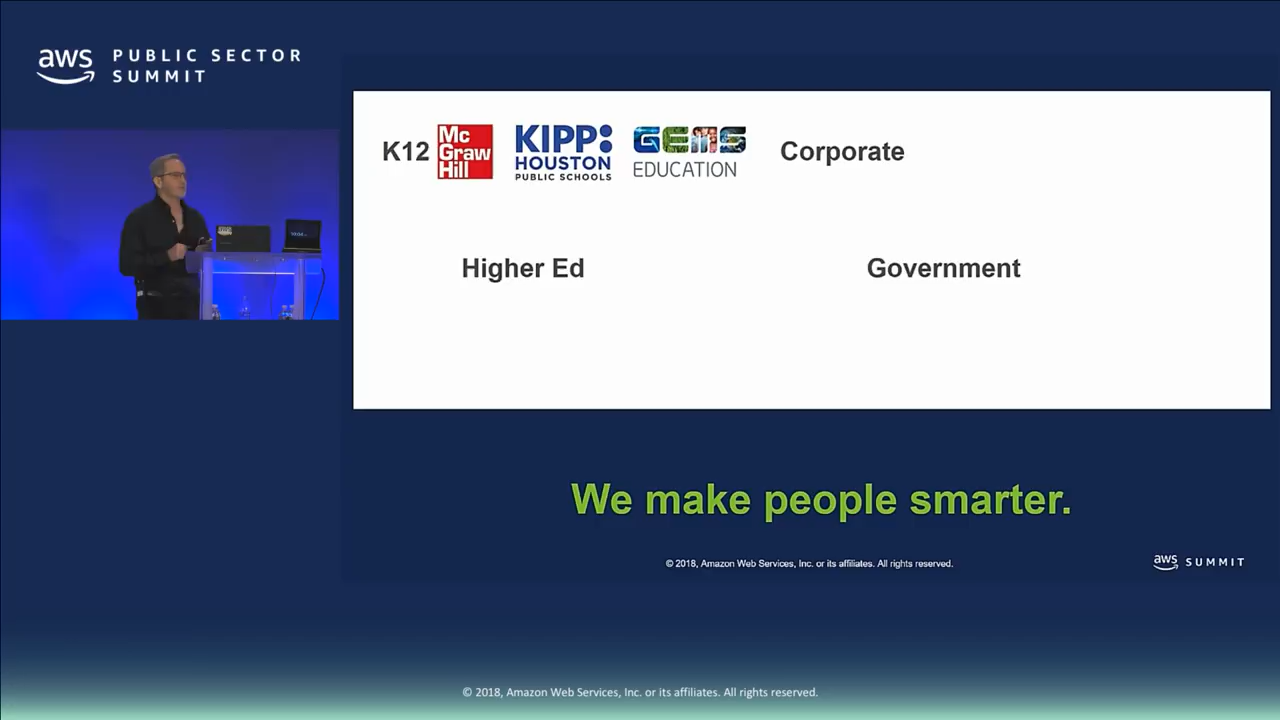 aws
PUBLIC SECTOR
SUMMIT
K12
Mc
Graw
Hill
KIPP:
HOUSTON
PUBLIC SCHOOLS
GEMS
EDUCATION
Corporate
Higher Ed
Government
We make people smarter.
© 2018, Amazon Web Services, Inc. or its affiliates. All rights reserved.
aws SUMMIT
© 2018, Amazon Web Services, Inc. or its affiliates. All rights reserved.